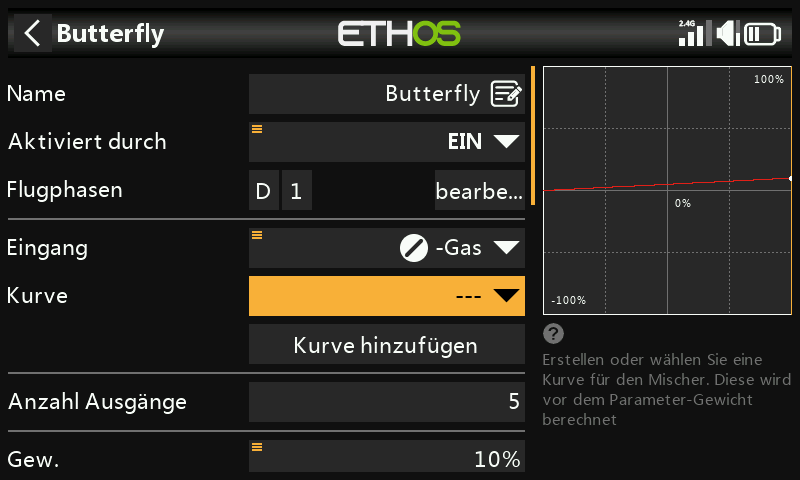 Butterfly
ETHOS
2.4G
Name
Butterfly
Aktiviert durch
EIN
Flugphasen
D
1
bearbe...
Eingang
-Gas
Kurve
---
Kurve hinzufügen
Anzahl Ausgänge
5
Gew.
10%
100%
0%
-100%
?
Erstellen oder wählen Sie eine
Kurve für den Mischer. Diese wird
vor dem Parameter-Gewicht
berechnet